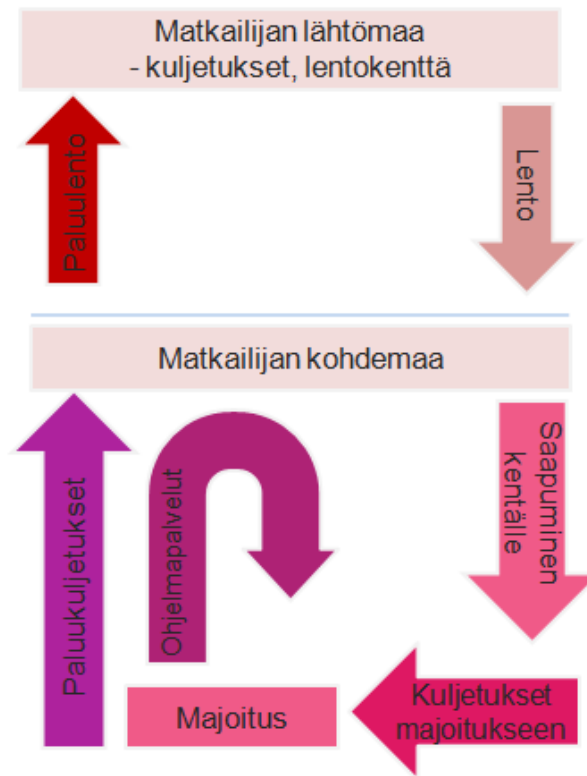 Matkailijan lähtömaa
- kuljetukset, lentokenttä
Paluulento
Lento
Matkailijan kohdemaa
Paluukuljetukset
Ohjelmapalvelut
Saapuminen
kentälle
Majoitus
Kuljetukset
majoitukseen